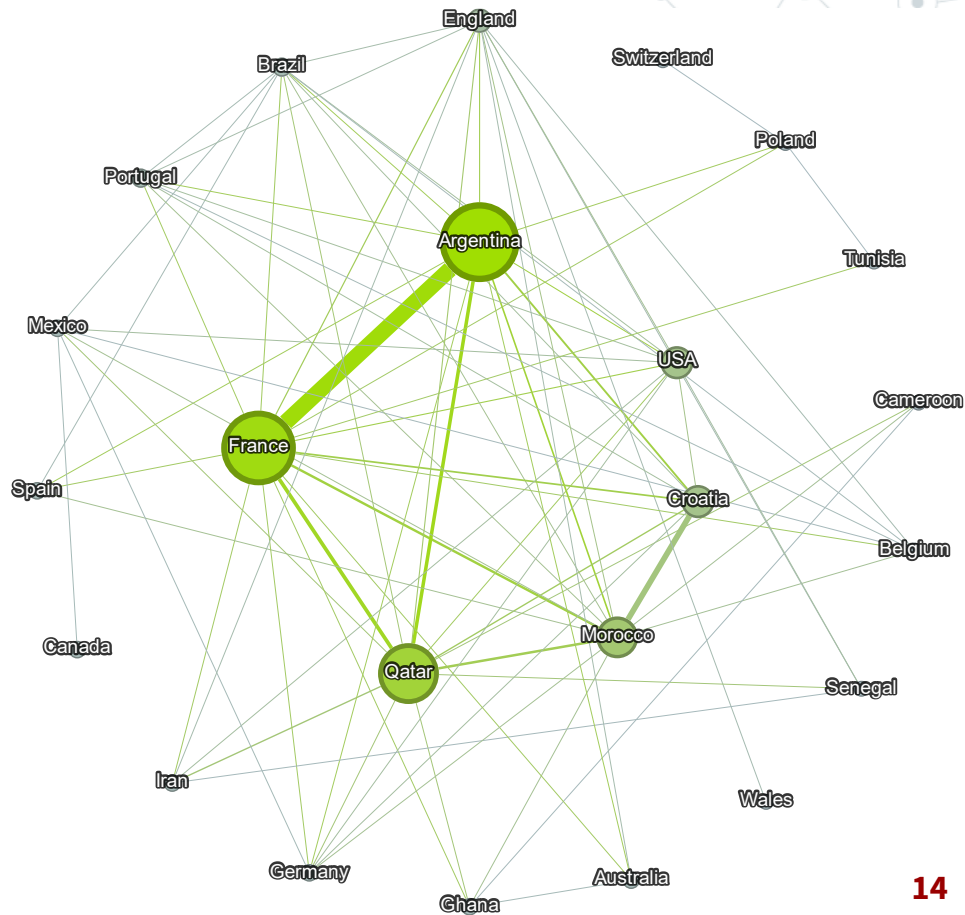 England
Switzerland
Brazil
Poland
Portugal
Argentina
Tunisia
Mexico
USA
Cameroon
France
Spain
Croatia
Belgium
Morocco
Canada
Qatar
Senegal
Iran
Wales
Germany
Australia
Ghana
14